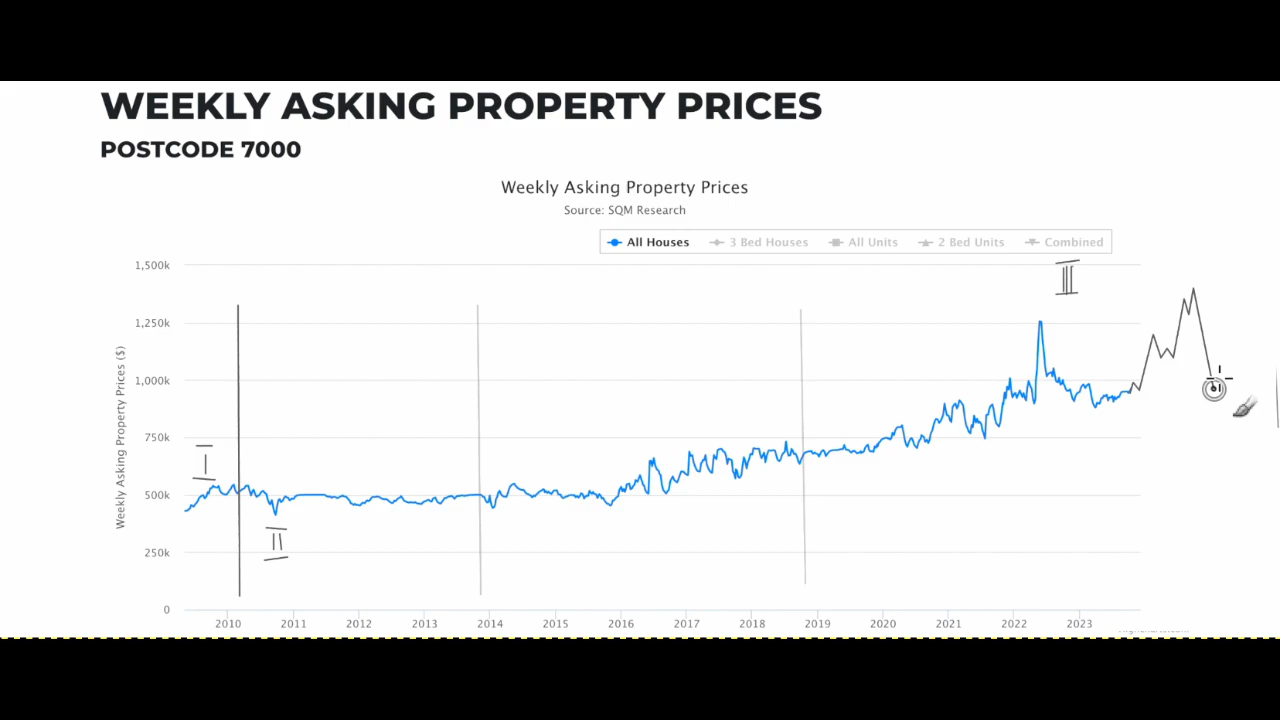 WEEKLY ASKING PROPERTY PRICES
POSTCODE 7000
Weekly Asking Property Prices
Source: SQM Research
All Houses 3 Bed Houses All Units 2 Bed Units Combined
Weekly Asking Property Prices ($)
1,500k
1,250k
1,000k
750k
500k
250k
0
I
II
III
2010 2011 2012 2013 2014 2015 2016 2017 2018 2019 2020 2021 2022 2023